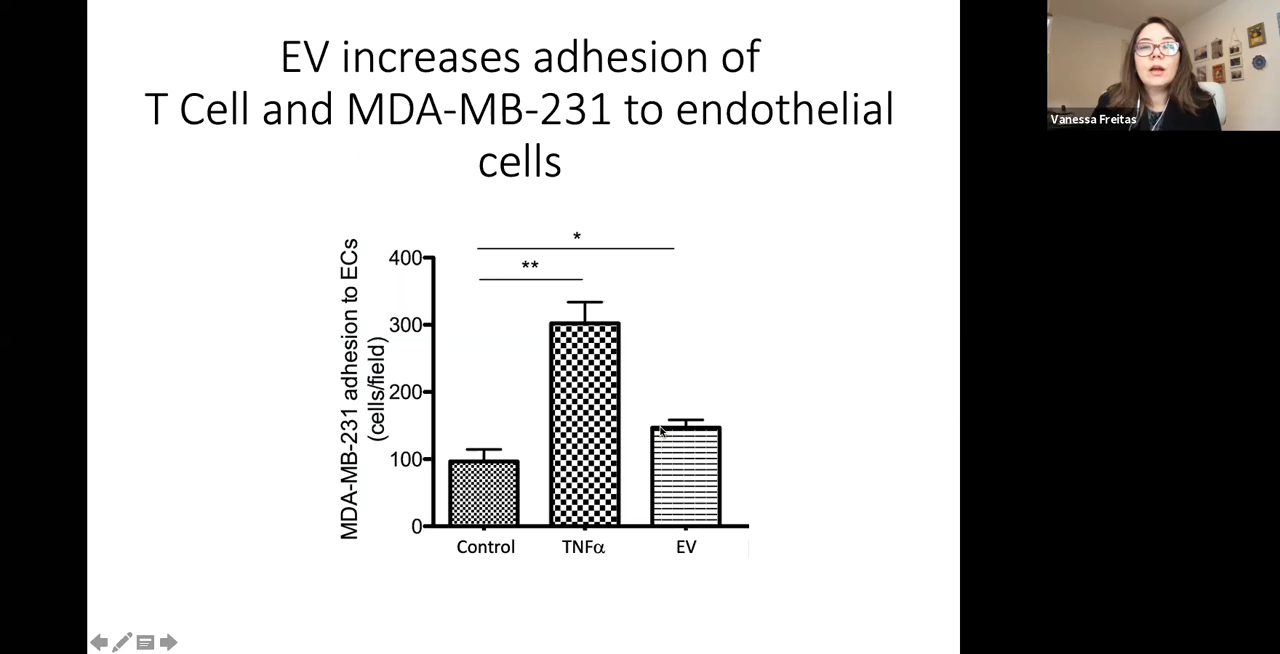 EV increases adhesion of
T Cell and MDA-MB-231 to endothelial
cells
Vanessa Freitas
MDA-MB-231 adhesion to ECs
(cells/field)
400
300
200
100
0
*
**
Control
TNFα
EV